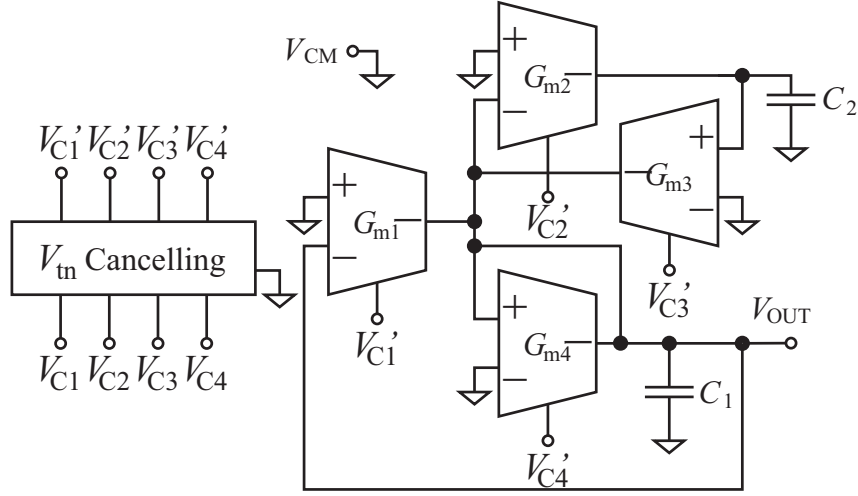 V_CM
+
G_m2 −
−
C_2
V_C1' V_C2' V_C3' V_C4'
+
− G_m3
−
V_tn Cancelling
+
G_m1 −
−
V_C2'
V_C3'
V_C1 V_C2 V_C3 V_C4
V_C1'
+
G_m4 −
−
V_OUT
C_1
V_C4'